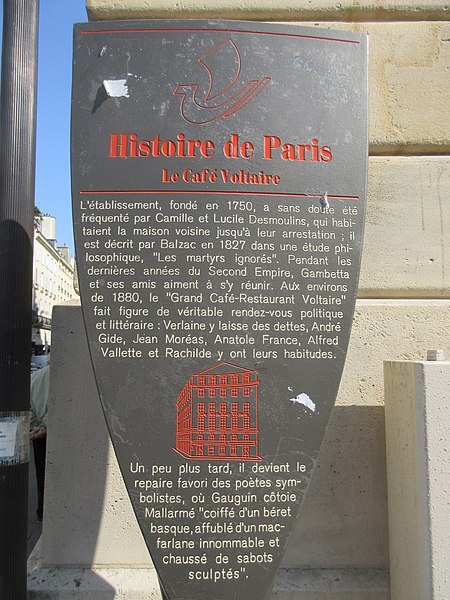 Histoire de Paris
Le Café Voltaire
L'établissement, fondé en 1750, a sans doute été
fréquenté par Camille et Lucile Desmoulins, qui habi-
taient la maison voisine jusqu'à leur arrestation ; il
est décrit par Balzac en 1827 dans une étude phi-
losophique, "Les martyrs ignorés". Pendant les
dernières années du Second Empire, Gambetta
et ses amis aiment à s'y réunir. Aux environs
de 1880, le "Grand Café-Restaurant Voltaire"
fait figure de véritable rendez-vous politique
et littéraire : Verlaine y laisse des dettes, André
Gide, Jean Moréas, Anatole France, Alfred
Vallette et Rachilde y ont leurs habitudes.
Un peu plus tard, il devient le
repaire favori des poètes sym-
bolistes, où Gauguin côtoie
Mallarmé "coiffé d'un béret
basque, affublé d'un mac-
farlane innommable et
chaussé de sabots
sculptés".